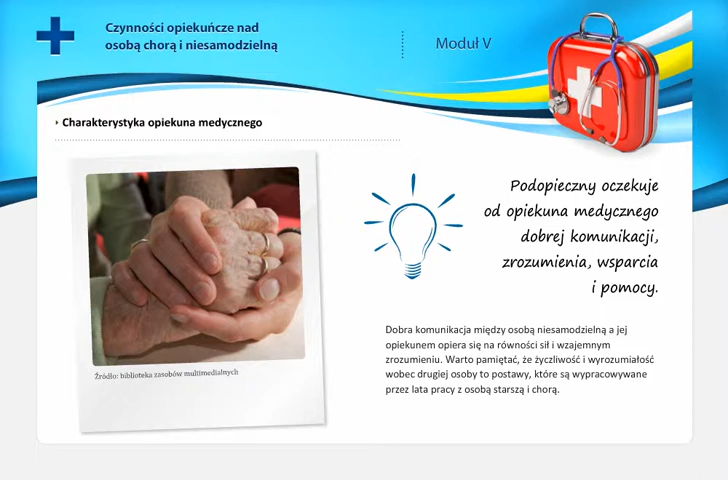 Czynności opiekuńcze nad
osobą chorą i niesamodzielną
Moduł V
Charakterystyka opiekuna medycznego
Podopieczny oczekuje
od opiekuna medycznego
dobrej komunikacji,
zrozumienia, wsparcia
i pomocy.
Źródło: biblioteka zasobów multimedialnych
Dobra komunikacja między osobą niesamodzielną a jej
opiekunem opiera się na równości sił i wzajemnym
zrozumieniu. Warto pamiętać, że życzliwość i wyrozumiałość
wobec drugiej osoby to postawy, które są wypracowywane
przez lata pracy z osobą starszą i chorą.